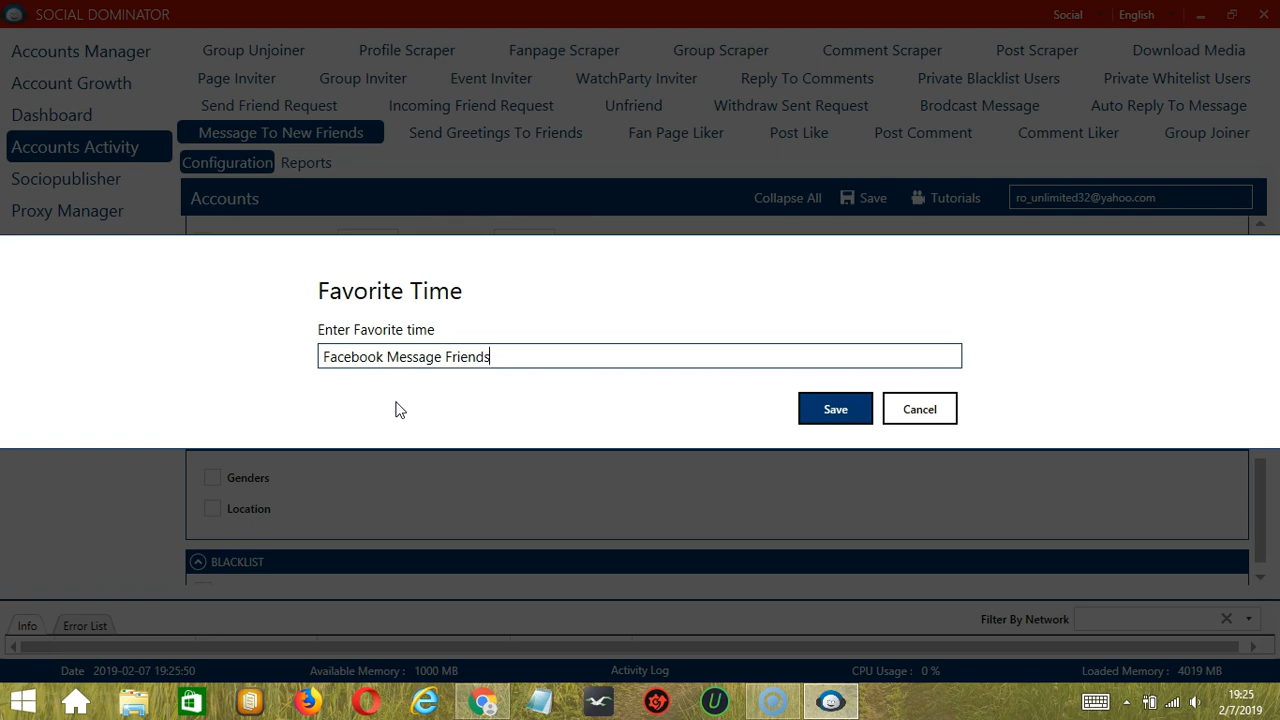 SOCIAL DOMINATOR
Social
English
Accounts Manager
Account Growth
Dashboard
Accounts Activity
Sociopublisher
Proxy Manager
Group Unjoiner Profile Scraper Fanpage Scraper Group Scraper Comment Scraper Post Scraper Download Media
Page Inviter Group Inviter Event Inviter WatchParty Inviter Reply To Comments Private Blacklist Users Private Whitelist Users
Send Friend Request Incoming Friend Request Unfriend Withdraw Sent Request Brodcast Message Auto Reply To Message
Message To New Friends Send Greetings To Friends Fan Page Liker Post Like Post Comment Comment Liker Group Joiner
Configuration Reports
Accounts Collapse All Save Tutorials ro_unlimited32@yahoo.com
Favorite Time
Enter Favorite time
Facebook Message Friends
Save Cancel
Genders
Location
BLACKLIST
Info Error List Filter By Network
Date 2019-02-07 19:25:50 Available Memory : 1000 MB Activity Log CPU Usage : 0 % Loaded Memory : 4019 MB
19:25
2/7/2019